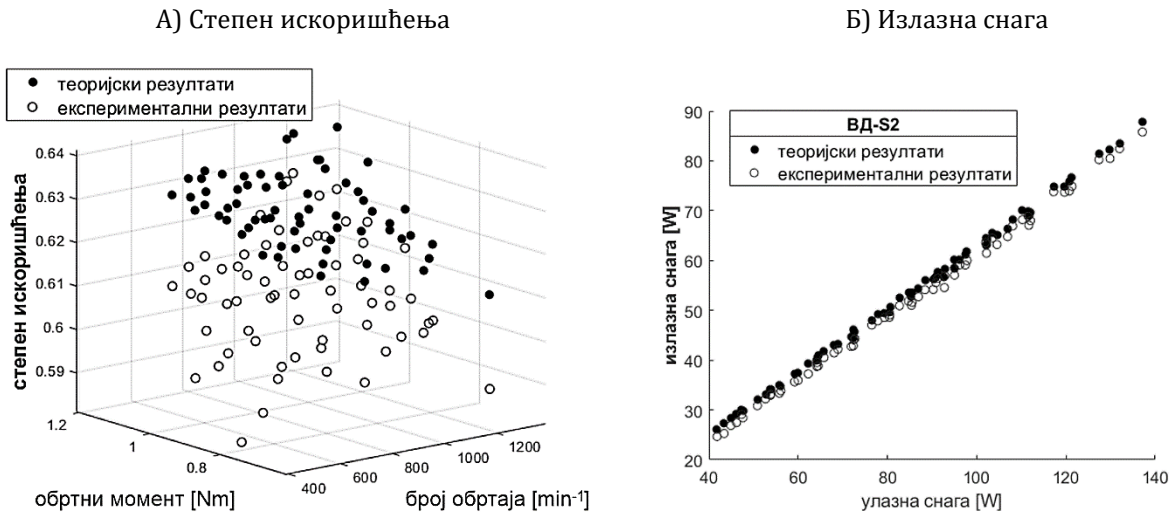 А) Степен искоришћења
теоријски резултати
експериментални резултати
степен искоришћења
0.64
0.63
0.62
0.61
0.6
0.59
1.2
1
0.8
400
600
800
1000
1200
обртни момент [Nm]
број обртаја [min-1]
Б) Излазна снага
ВД-S2
теоријски резултати
експериментални резултати
излазна снага [W]
90
80
70
60
50
40
30
20
40
60
80
100
120
140
улазна снага [W]